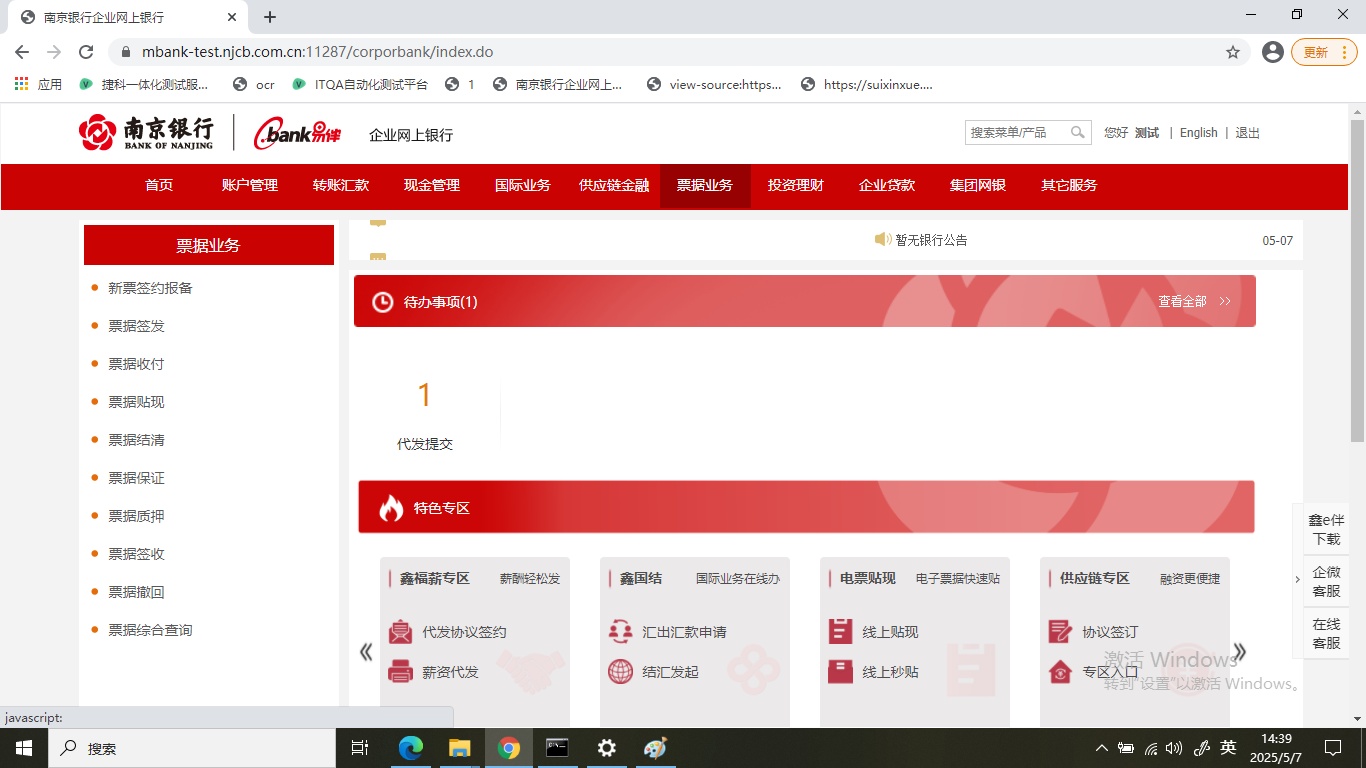 南京银行企业网上银行
mbank-test.njcb.com.cn:11287/corporbank/index.do
更新
应用 捷科一体化测试服... ocr ITQA自动化测试平台 1 南京银行企业网上... view-source:https... https://suixinxue....
南京银行 BANK OF NANJING ebank易伴 企业网上银行
搜索菜单/产品 您好 测试 | English | 退出
首页 账户管理 转账汇款 现金管理 国际业务 供应链金融 票据业务 投资理财 企业贷款 集团网银 其它服务
票据业务
新票签约报备
票据签发
票据收付
票据贴现
票据结清
票据保证
票据质押
票据签收
票据撤回
票据综合查询
暂无银行公告 05-07
待办事项(1) 查看全部
1
代发提交
特色专区
鑫福薪专区 薪酬轻松发
代发协议签约
薪资代发
鑫国结 国际业务在线办
汇出汇款申请
结汇发起
电票贴现 电子票据快速贴
线上贴现
线上秒贴
供应链专区 融资更便捷
协议签订
专区入口
鑫e伴
下载
企微
客服
在线
客服
激活 Windows
转到"设置"以激活 Windows。
javascript:
搜索
英
14:39
2025/5/7